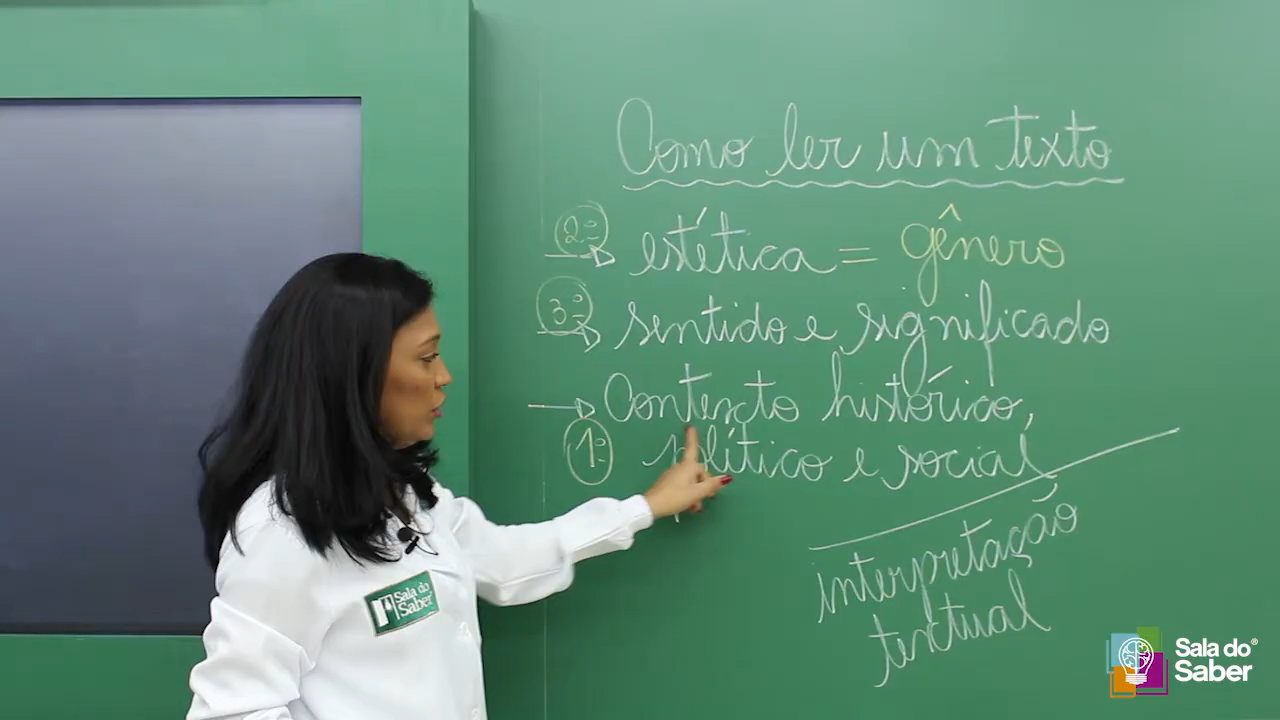 Como ler um texto
2º estética = gênero
3º sentido e significado
Contexto histórico,
1º político e social
interpretação
textual
Sala do
Saber
Sala do®
Saber